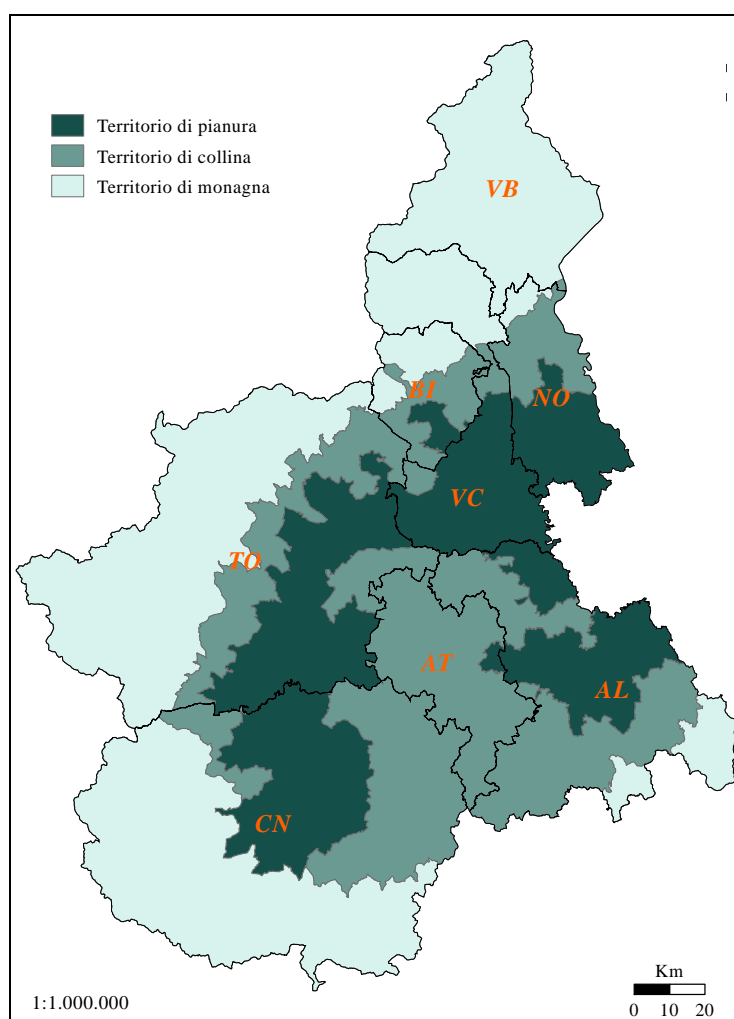 Territorio di pianura
Territorio di collina
Territorio di monagna
VB
BI
NO
VC
TO
AT
AL
CN
Km
1:1.000.000
0 10 20